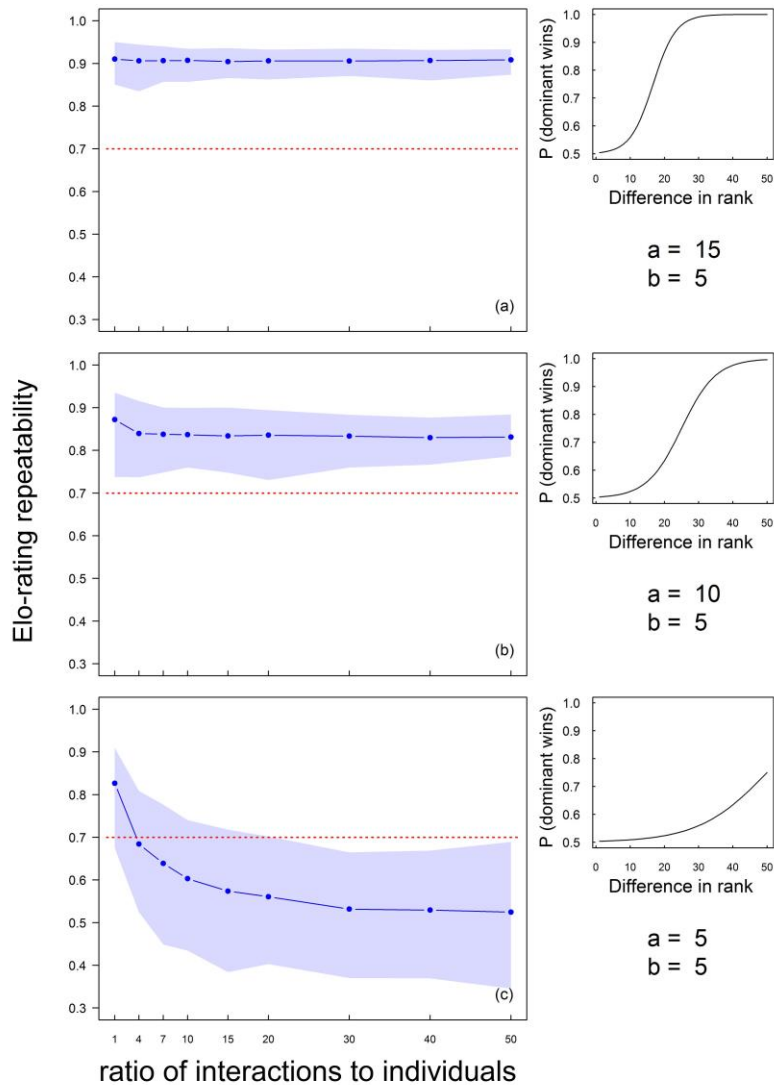 Elo-rating repeatability
1.0
0.9
0.8
0.7
0.6
0.5
0.4
0.3
(a)
P (dominant wins)
1.0
0.9
0.8
0.7
0.6
0.5
0 10 20 30 40 50
Difference in rank
a = 15
b = 5
1.0
0.9
0.8
0.7
0.6
0.5
0.4
0.3
(b)
P (dominant wins)
1.0
0.9
0.8
0.7
0.6
0.5
0 10 20 30 40 50
Difference in rank
a = 10
b = 5
1.0
0.9
0.8
0.7
0.6
0.5
0.4
0.3
(c)
1 4 7 10 15 20 30 40 50
ratio of interactions to individuals
P (dominant wins)
1.0
0.9
0.8
0.7
0.6
0.5
0 10 20 30 40 50
Difference in rank
a = 5
b = 5